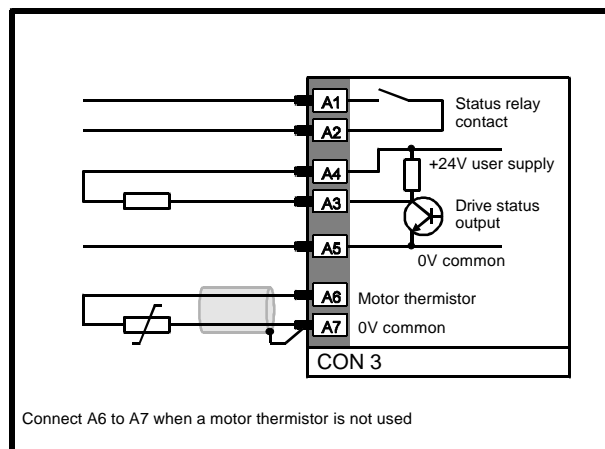 A1
Status relay
contact
A2
A4
+24V user supply
A3
Drive status
output
A5
0V common
A6
Motor thermistor
A7
0V common
CON 3
Connect A6 to A7 when a motor thermistor is not used